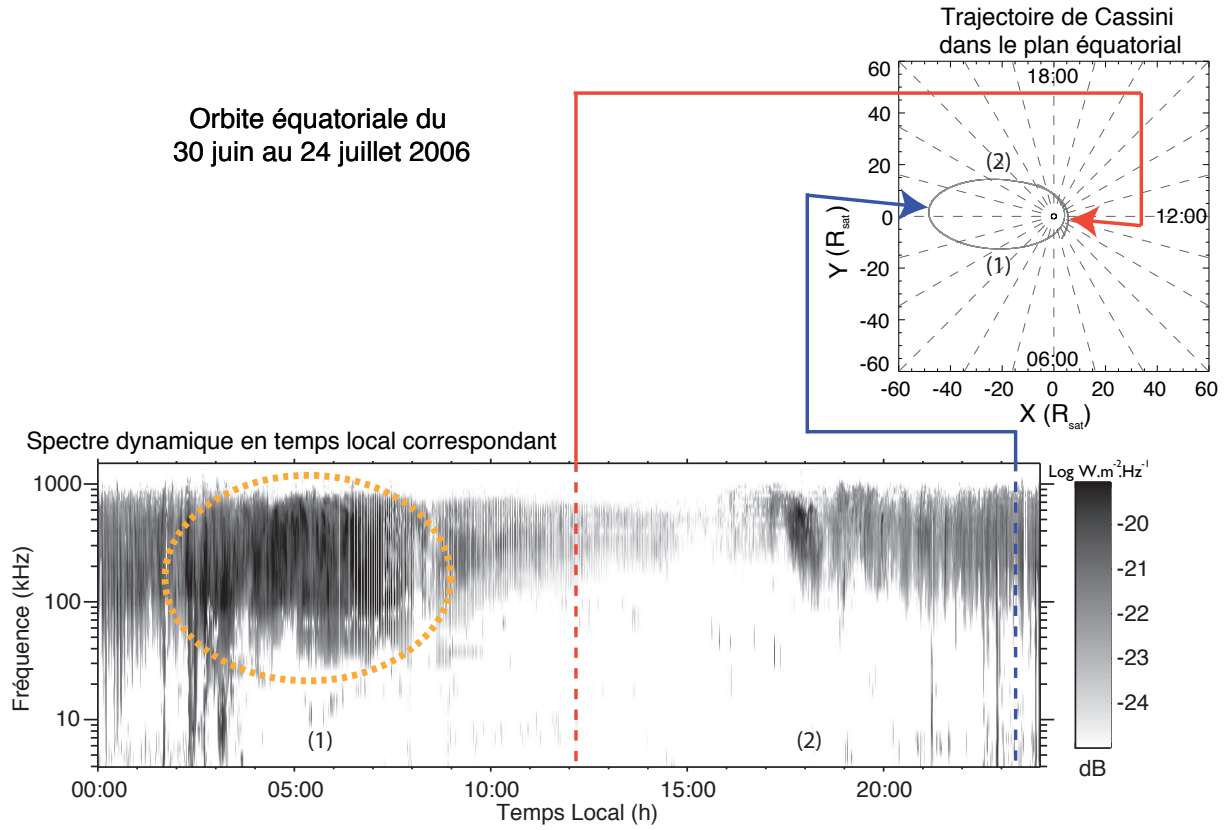 Trajectoire de Cassini
dans le plan équatorial
Orbite équatoriale du
30 juin au 24 juillet 2006
60
40
20
0
-20
-40
-60
Y (R_sat)
18:00
(2)
12:00
(1)
06:00
-60 -40 -20 0 20 40 60
X (R_sat)
Spectre dynamique en temps local correspondant
1000
100
10
Fréquence (kHz)
(1)
(2)
00:00 05:00 10:00 15:00 20:00
Temps Local (h)
Log W.m⁻².Hz⁻¹
-20
-21
-22
-23
-24
dB